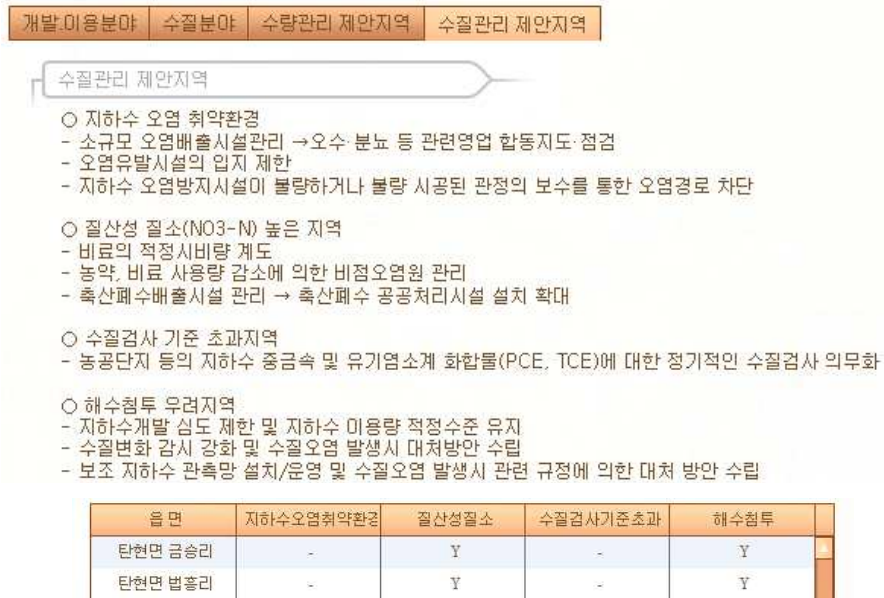 개발.이용분야 수질분야 수량관리 제안지역 수질관리 제안지역
수질관리 제안지역
○ 지하수 오염 취약환경
- 소규모 오염배출시설관리 →오수·분뇨 등 관련영업 합동지도·점검
- 오염유발시설의 입지 제한
- 지하수 오염방지시설이 불량하거나 불량 시공된 관정의 보수를 통한 오염경로 차단
○ 질산성 질소(NO3-N) 높은 지역
- 비료의 적정시비량 계도
- 농약, 비료 사용량 감소에 의한 비점오염원 관리
- 축산폐수배출시설 관리 → 축산폐수 공공처리시설 설치 확대
○ 수질검사 기준 초과지역
- 농공단지 등의 지하수 중금속 및 유기염소계 화합물(PCE, TCE)에 대한 정기적인 수질검사 의무화
○ 해수침투 우려지역
- 지하수개발 심도 제한 및 지하수 이용량 적정수준 유지
- 수질변화 감시 강화 및 수질오염 발생시 대처방안 수립
- 보조 지하수 관측망 설치/운영 및 수질오염 발생시 관련 규정에 의한 대처 방안 수립
읍면 지하수오염취약환경 질산성질소 수질검사기준초과 해수침투
탄현면 금승리 - Y - Y
탄현면 법흥리 - Y - Y